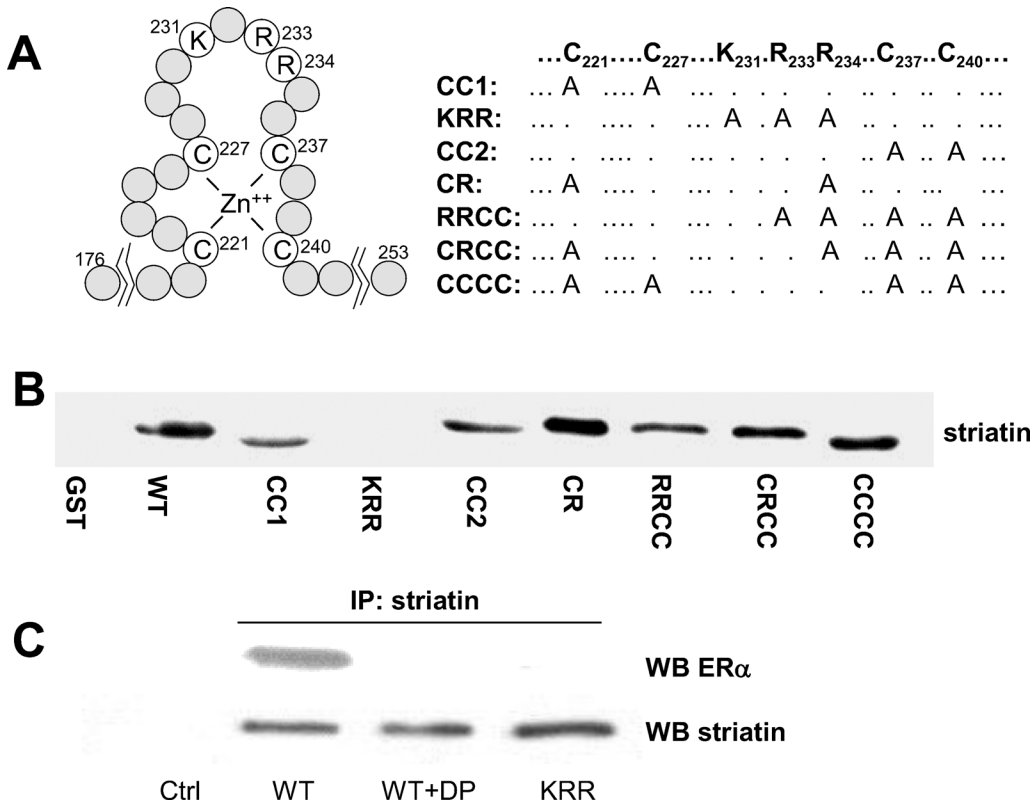 A
231 K R 233
R 234
C 227 C 237
Zn++
C 221 C 240
176 253
...C221....C227...K231.R233R234..C237..C240...
CC1: ... A .... A ... . . . .. . .. . ...
KRR: ... . .... . ... A .A A .. . .. . ...
CC2: ... . .... . ... . . . .. A .. A ...
CR: ... A .... . ... . . A .. . ... ...
RRCC: ... . .... . ... . A A .. A .. A ...
CRCC: ... A .... . ... . . A .. A .. A ...
CCCC: ... A .... A ... . . . .. A .. A ...
B
striatin
GST WT CC1 KRR CC2 CR RRCC CRCC CCCC
C
IP: striatin
WB ERα
WB striatin
Ctrl WT WT+DP KRR